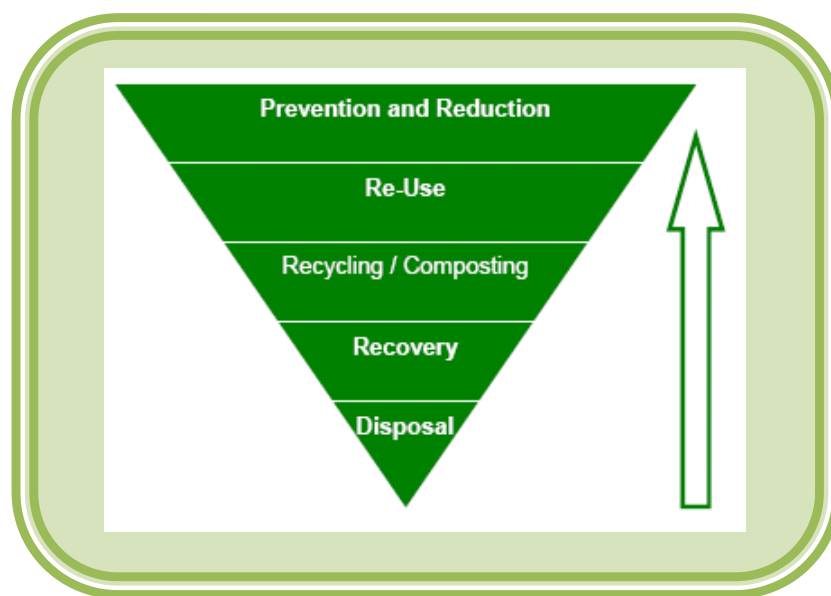 Prevention and Reduction
Re-Use
Recycling / Composting
Recovery
Disposal